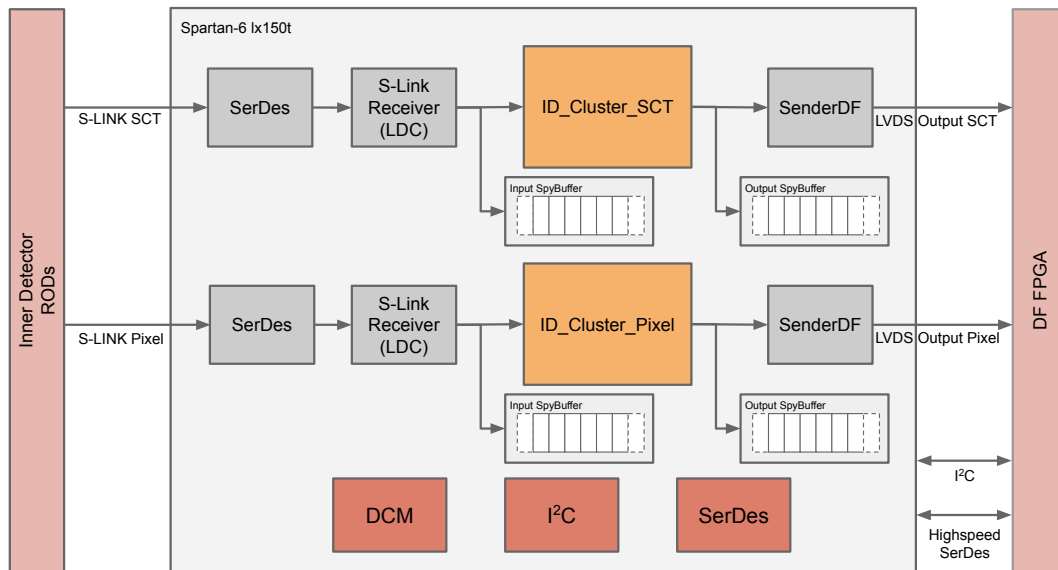 Spartan-6 lx150t
Inner Detector
RODs
S-LINK SCT
SerDes
S-Link
Receiver
(LDC)
ID_Cluster_SCT
SenderDF
LVDS Output SCT
Input SpyBuffer
Output SpyBuffer
S-LINK Pixel
SerDes
S-Link
Receiver
(LDC)
ID_Cluster_Pixel
SenderDF
LVDS Output Pixel
Input SpyBuffer
Output SpyBuffer
DCM
I²C
SerDes
I²C
Highspeed
SerDes
DF FPGA